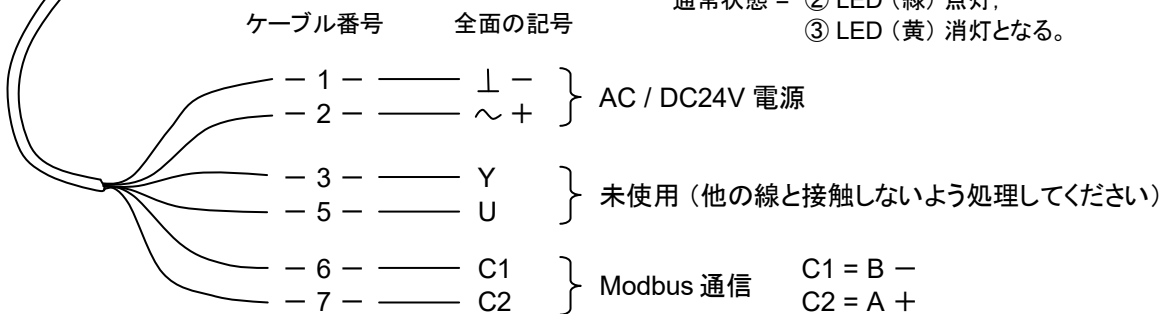 通常状態 = ② LED（緑）点灯,
③ LED（黄）消灯となる。
ケーブル番号 全面の記号
－ 1 － ⊥ －
－ 2 － ～ ＋
AC / DC24V 電源
－ 3 － Y
－ 5 － U
未使用（他の線と接触しないよう処理してください）
－ 6 － C1
－ 7 － C2
Modbus 通信
C1 = B －
C2 = A ＋